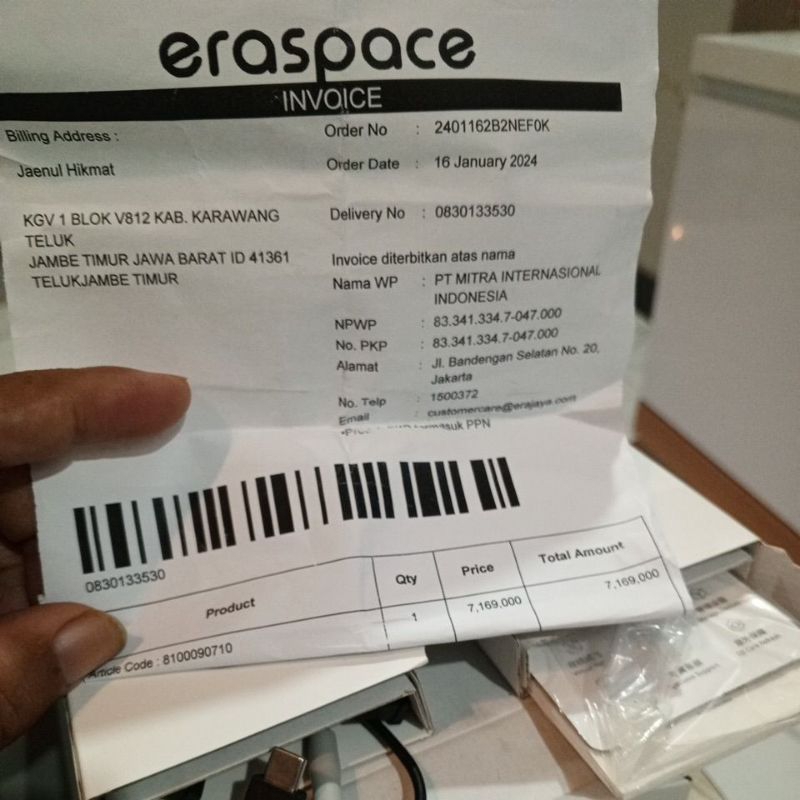 eraspace
INVOICE
Billing Address :
Jaenul Hikmat
KGV 1 BLOK V812 KAB. KARAWANG
TELUK
JAMBE TIMUR JAWA BARAT ID 41361
TELUKJAMBE TIMUR
Order No : 2401162B2NEF0K
Order Date : 16 January 2024
Delivery No : 0830133530
Invoice diterbitkan atas nama
Nama WP : PT MITRA INTERNASIONAL
INDONESIA
NPWP : 83.341.334.7-047.000
No. PKP : 83.341.334.7-047.000
Alamat : Jl. Bandengan Selatan No. 20,
Jakarta
No. Telp : 1500372
Email : customercare@erajaya.com
PPN
0830133530
Product Qty Price Total Amount
Article Code : 8100090710 1 7,169,000 7,169,000